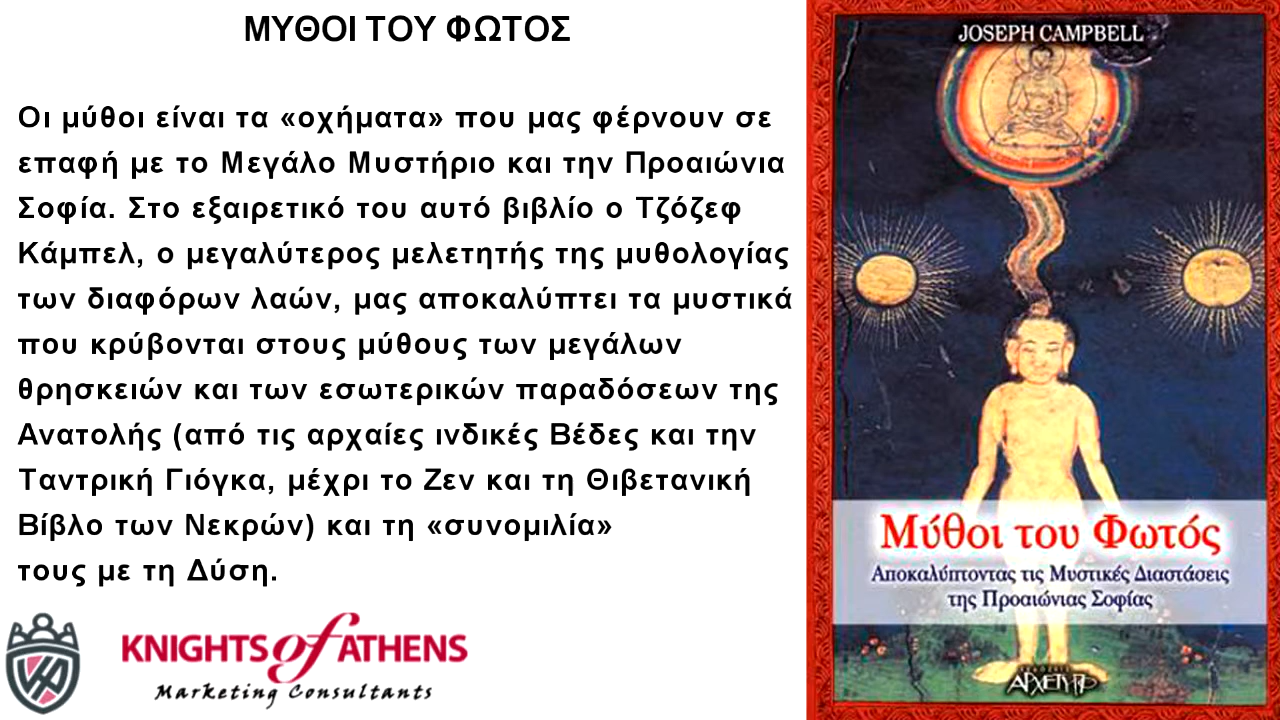 ΜΥΘΟΙ ΤΟΥ ΦΩΤΟΣ
Οι μύθοι είναι τα «οχήματα» που μας φέρνουν σε
επαφή με το Μεγάλο Μυστήριο και την Προαιώνια
Σοφία. Στο εξαιρετικό του αυτό βιβλίο ο Τζόζεφ
Κάμπελ, ο μεγαλύτερος μελετητής της μυθολογίας
των διαφόρων λαών, μας αποκαλύπτει τα μυστικά
που κρύβονται στους μύθους των μεγάλων
θρησκειών και των εσωτερικών παραδόσεων της
Ανατολής (από τις αρχαίες ινδικές Βέδες και την
Ταντρική Γιόγκα, μέχρι το Ζεν και τη Θιβετανική
Βίβλο των Νεκρών) και τη «συνομιλία»
τους με τη Δύση.
KNIGHTS of ATHENS
Marketing Consultants
JOSEPH CAMPBELL
Μύθοι του Φωτός
Αποκαλύπτοντας τις Μυστικές Διαστάσεις
της Προαιώνιας Σοφίας
ΕΚΔΟΣΕΙΣ
ΑΡΧΕΤΥΠΟ